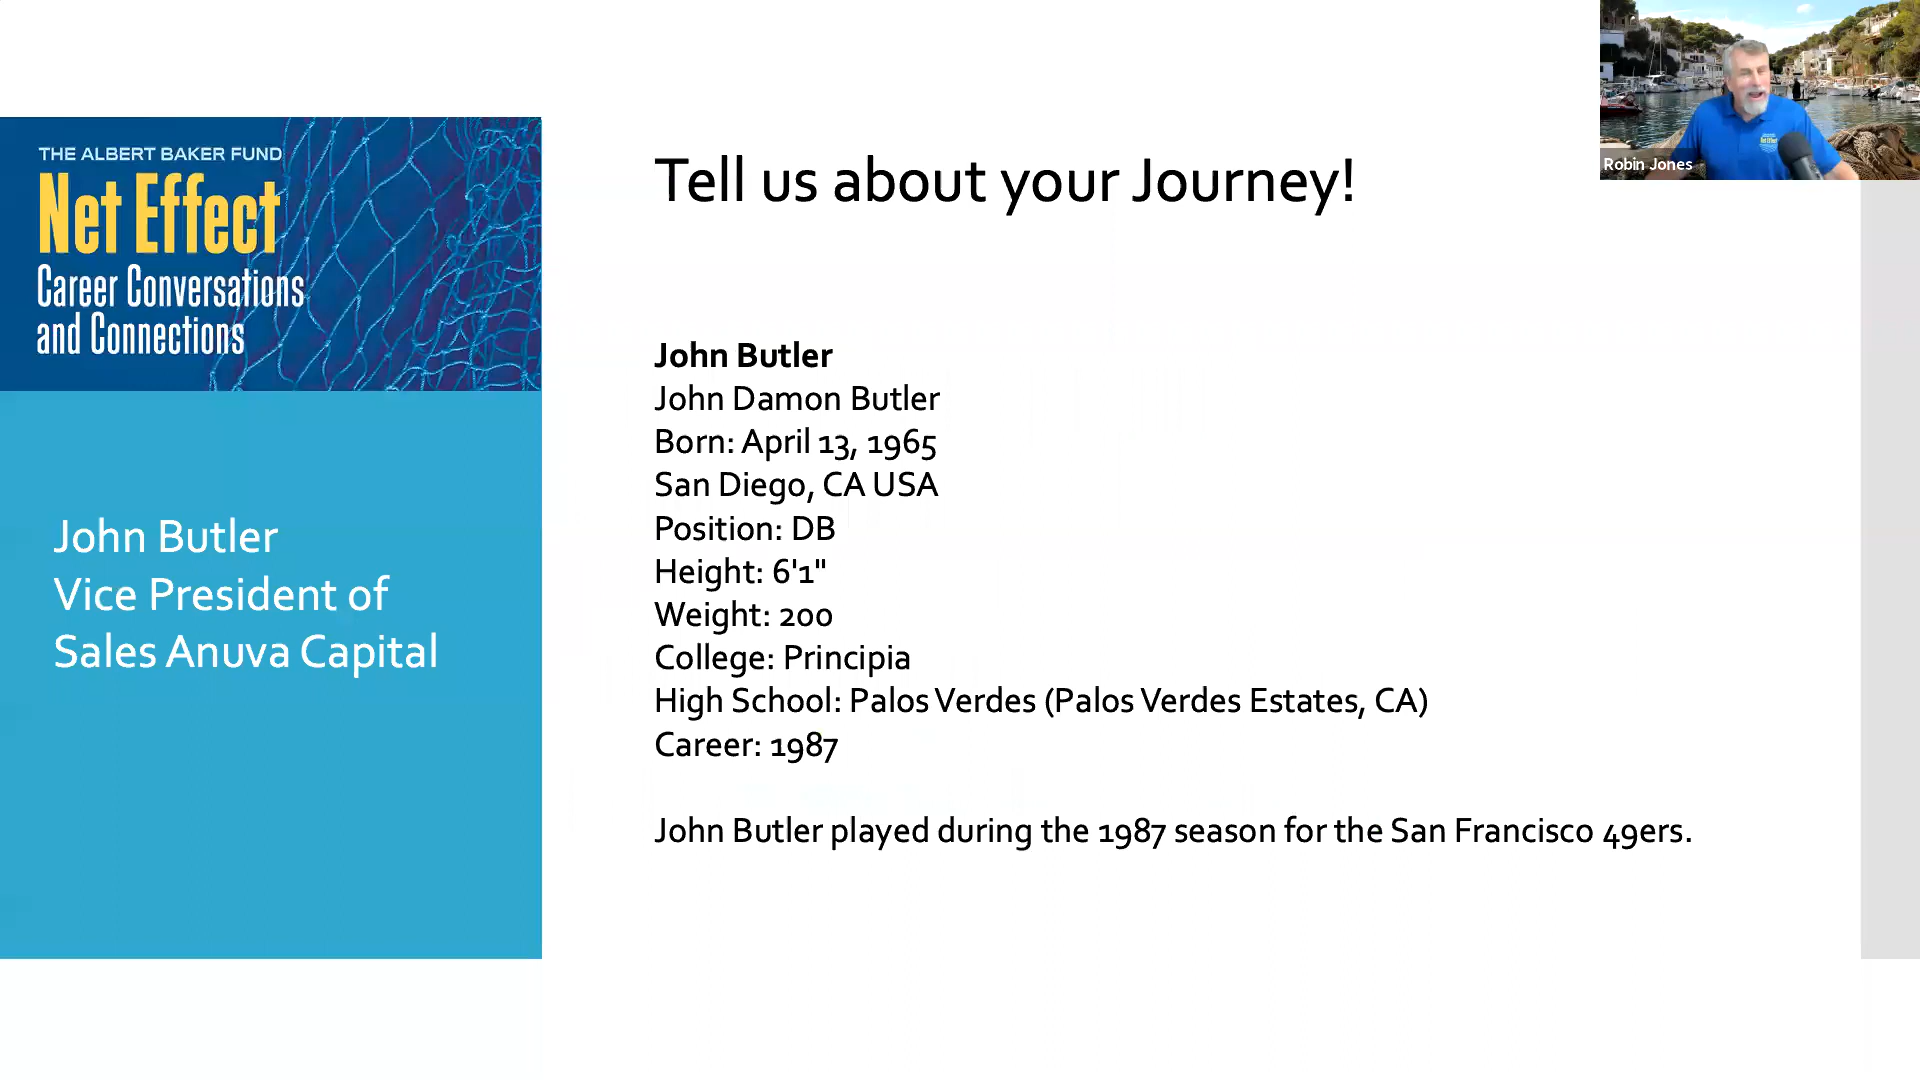 THE ALBERT BAKER FUND
Net Effect
Career Conversations
and Connections
John Butler
Vice President of
Sales Anuva Capital
Tell us about your Journey!
John Butler
John Damon Butler
Born: April 13, 1965
San Diego, CA USA
Position: DB
Height: 6'1"
Weight: 200
College: Principia
High School: Palos Verdes (Palos Verdes Estates, CA)
Career: 1987
John Butler played during the 1987 season for the San Francisco 49ers.
Robin Jones
Net Effect